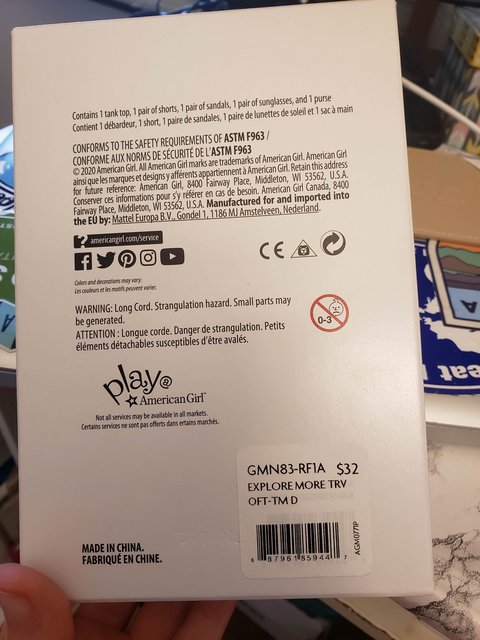 Contains 1 tank top, 1 pair of shorts, 1 pair of sandals, 1 pair of sunglasses, and 1 purse
Contient 1 débardeur, 1 short, 1 paire de sandales, 1 paire de lunettes de soleil et 1 sac à main
CONFORMS TO THE SAFETY REQUIREMENTS OF ASTM F963 /
CONFORME AUX NORMS DE SÉCURITÉ DE L'ASTM F963
© 2020 American Girl. All American Girl marks are trademarks of American Girl. American Girl
ainsi que les marques et designs y afférents appartiennent à American Girl. Retain this address
for future reference: American Girl, 8400 Fairway Place, Middleton, WI 53562, U.S.A.
Conserver ces informations pour s'y référer en cas de besoin. American Girl Canada, 8400
Fairway Place, Middleton, WI 53562, U.S.A. Manufactured for and imported into
the EU by: Mattel Europa B.V., Gondel 1, 1186 MJ Amstelveen, Nederland.
? americangirl.com/service
CE
Colors and decorations may vary.
Les couleurs et les motifs peuvent varier.
WARNING: Long Cord. Strangulation hazard. Small parts may
be generated.
ATTENTION : Longue corde. Danger de strangulation. Petits
éléments détachables susceptibles d'être avalés.
0-3
play@
American Girl™
Not all services may be available in all markets.
Certains services ne sont pas offerts dans certains marchés.
GMN83-RF1A $32
EXPLORE MORE TRV
OFT-TM D
8 87961 85944 7
AGM0771P
MADE IN CHINA.
FABRIQUÉ EN CHINE.